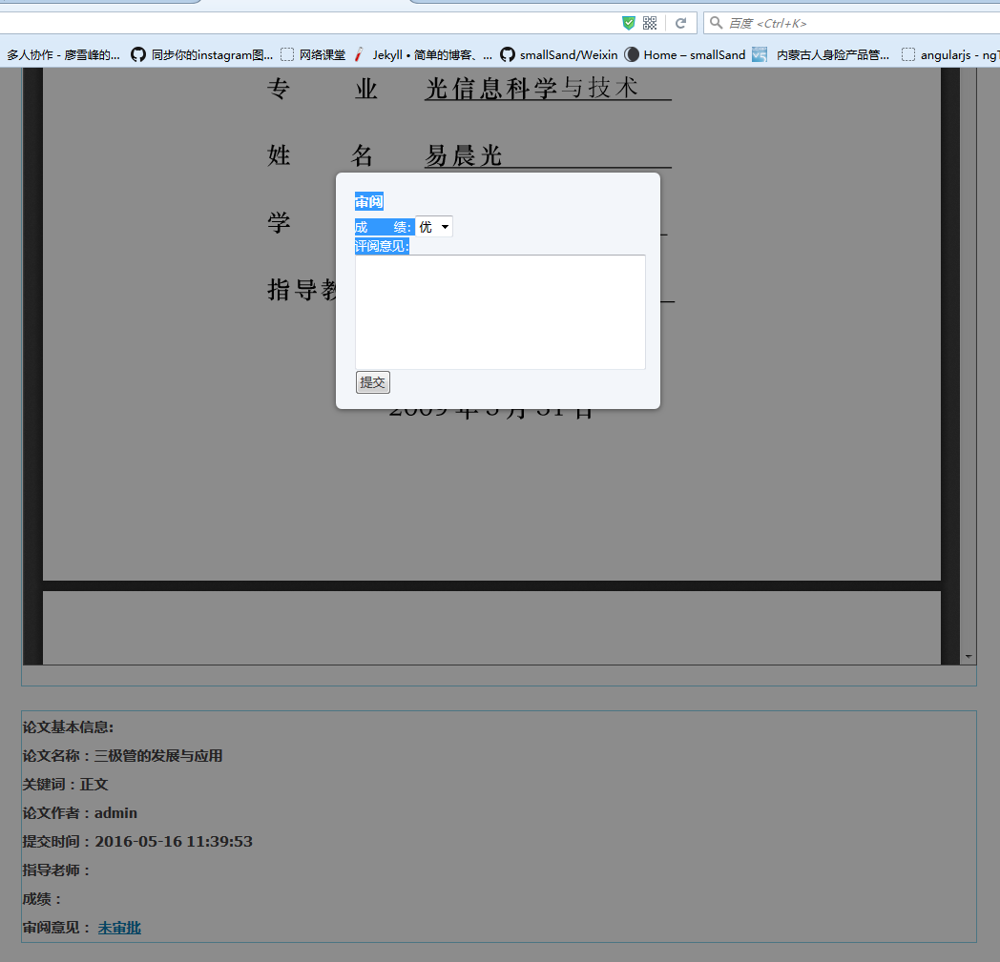 百度 <Ctrl+K>
多人协作 - 廖雪峰的... 同步你的instagram图... 网络课堂 Jekyll • 简单的博客、... smallSand/Weixin Home – smallSand 内蒙古人身险产品管... angularjs - ng
专 业 光信息科学与技术
姓 名 易晨光
学
指导教
审阅
成 绩: 优
评阅意见:
提交
2009 年 5 月 31 日
论文基本信息:
论文名称：三极管的发展与应用
关键词：正文
论文作者：admin
提交时间：2016-05-16 11:39:53
指导老师：
成绩：
审阅意见： 未审批